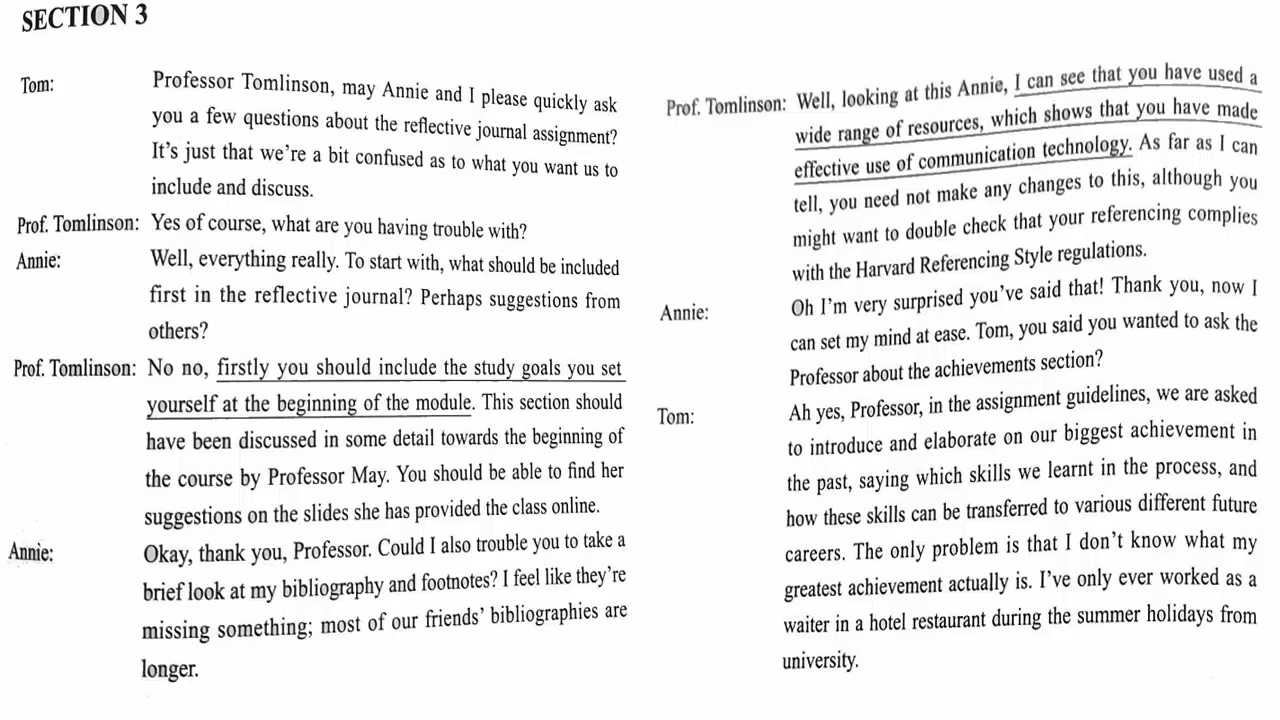 SECTION 3
Tom: Professor Tomlinson, may Annie and I please quickly ask
you a few questions about the reflective journal assignment?
It's just that we're a bit confused as to what you want us to
include and discuss.
Prof. Tomlinson: Yes of course, what are you having trouble with?
Annie: Well, everything really. To start with, what should be included
first in the reflective journal? Perhaps suggestions from
others?
Prof. Tomlinson: No no, firstly you should include the study goals you set
yourself at the beginning of the module. This section should
have been discussed in some detail towards the beginning of
the course by Professor May. You should be able to find her
suggestions on the slides she has provided the class online.
Annie: Okay, thank you, Professor. Could I also trouble you to take a
brief look at my bibliography and footnotes? I feel like they're
missing something; most of our friends' bibliographies are
longer.
Prof. Tomlinson: Well, looking at this Annie, I can see that you have used a
wide range of resources, which shows that you have made
effective use of communication technology. As far as I can
tell, you need not make any changes to this, although you
might want to double check that your referencing complies
with the Harvard Referencing Style regulations.
Annie: Oh I'm very surprised you've said that! Thank you, now I
can set my mind at ease. Tom, you said you wanted to ask the
Professor about the achievements section?
Tom: Ah yes, Professor, in the assignment guidelines, we are asked
to introduce and elaborate on our biggest achievement in
the past, saying which skills we learnt in the process, and
how these skills can be transferred to various different future
careers. The only problem is that I don't know what my
greatest achievement actually is. I've only ever worked as a
waiter in a hotel restaurant during the summer holidays from
university.